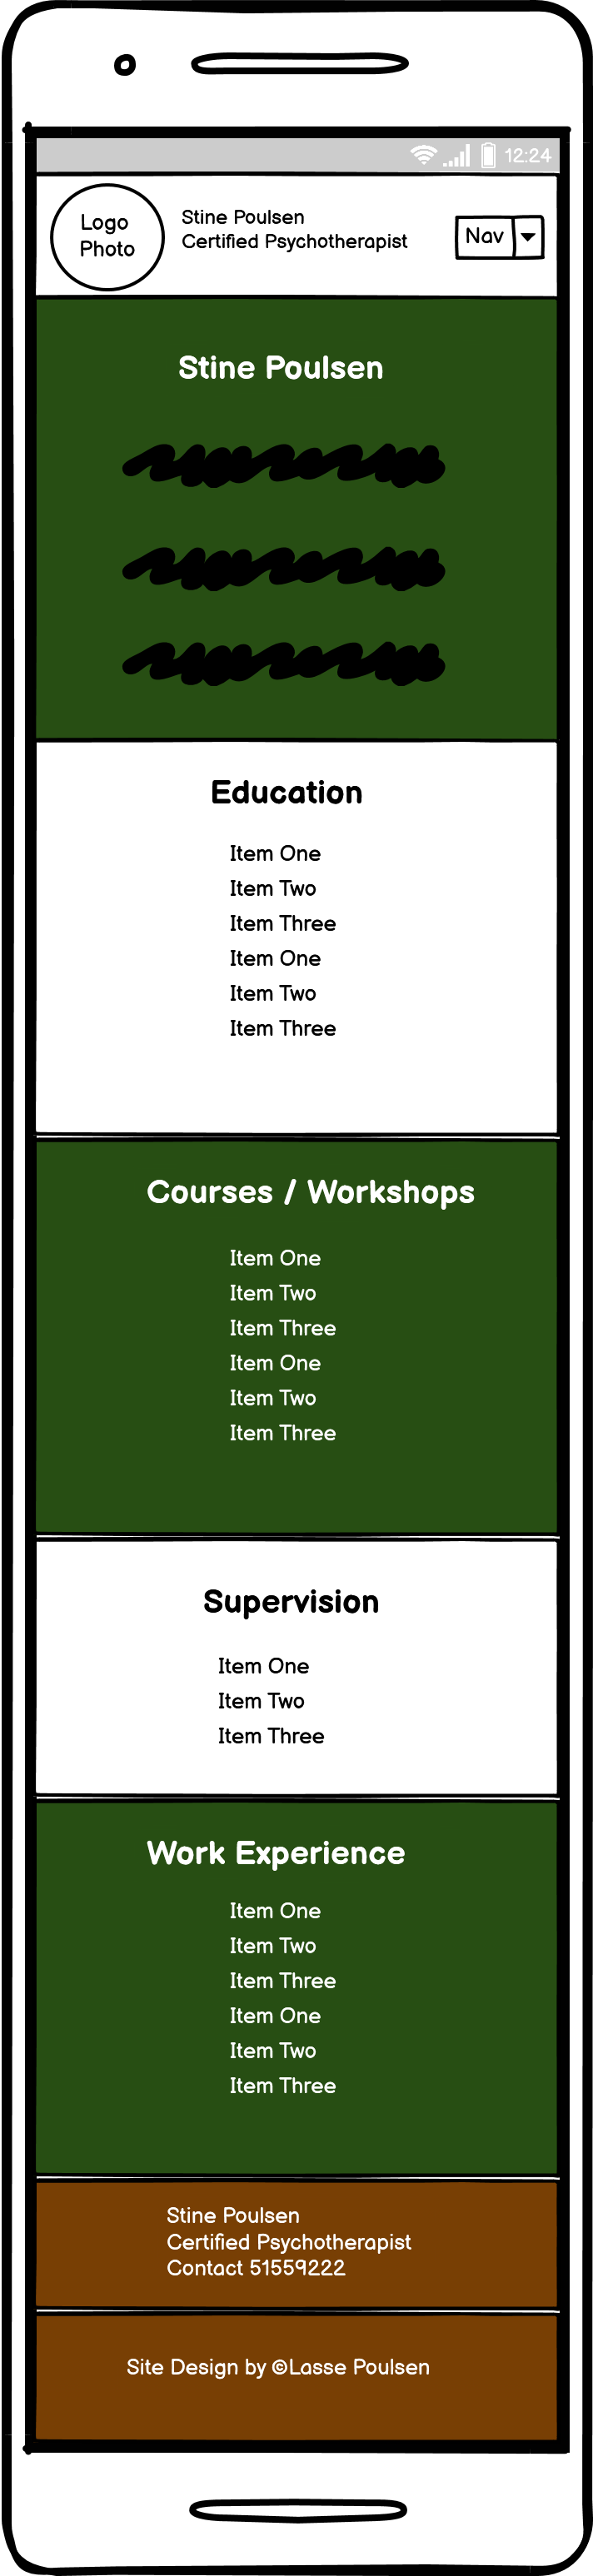 12:24
Logo
Photo
Stine Poulsen
Certified Psychotherapist
Nav
Stine Poulsen
Education
Item One
Item Two
Item Three
Item One
Item Two
Item Three
Courses / Workshops
Item One
Item Two
Item Three
Item One
Item Two
Item Three
Supervision
Item One
Item Two
Item Three
Work Experience
Item One
Item Two
Item Three
Item One
Item Two
Item Three
Stine Poulsen
Certified Psychotherapist
Contact 51559222
Site Design by ©Lasse Poulsen